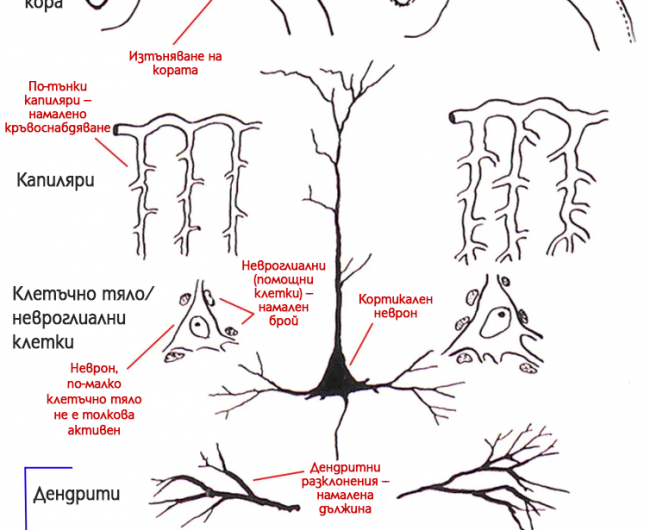 кора
Изтъняване на
кората
По-тънки
капиляри –
намалено
кръвоснабдяване
Капиляри
Невроглиални
(помощни
клетки) –
намален
брой
Клетъчно тяло/
невроглиални
клетки
Кортикален
неврон
Неврон,
по-малко
клетъчно тяло
не е толкова
активен
Дендритни
разклонения –
намалена
дължина
Дендрити